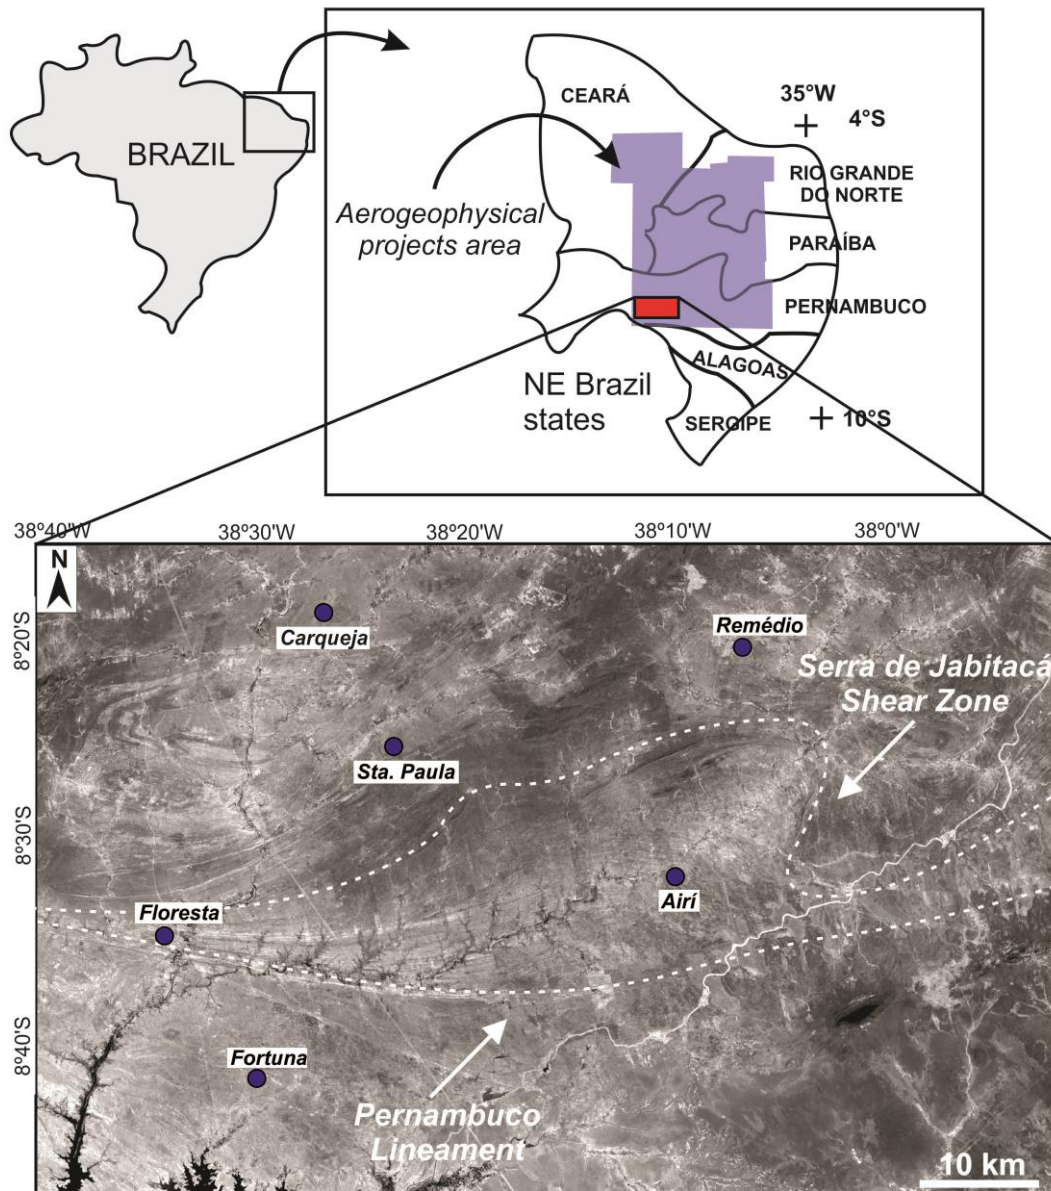 BRAZIL
CEARÁ
35°W
4°S
RIO GRANDE
DO NORTE
Aerogeophysical
projects area
PARAÍBA
PERNAMBUCO
ALAGOAS
NE Brazil
states
SERGIPE
10°S
38°40'W
38°30'W
38°20'W
38°10'W
38°0'W
N
8°20'S
Carqueja
Remédio
Serra de Jabitacá
Shear Zone
Sta. Paula
8°30'S
Airí
Floresta
8°40'S
Fortuna
Pernambuco
Lineament
10 km